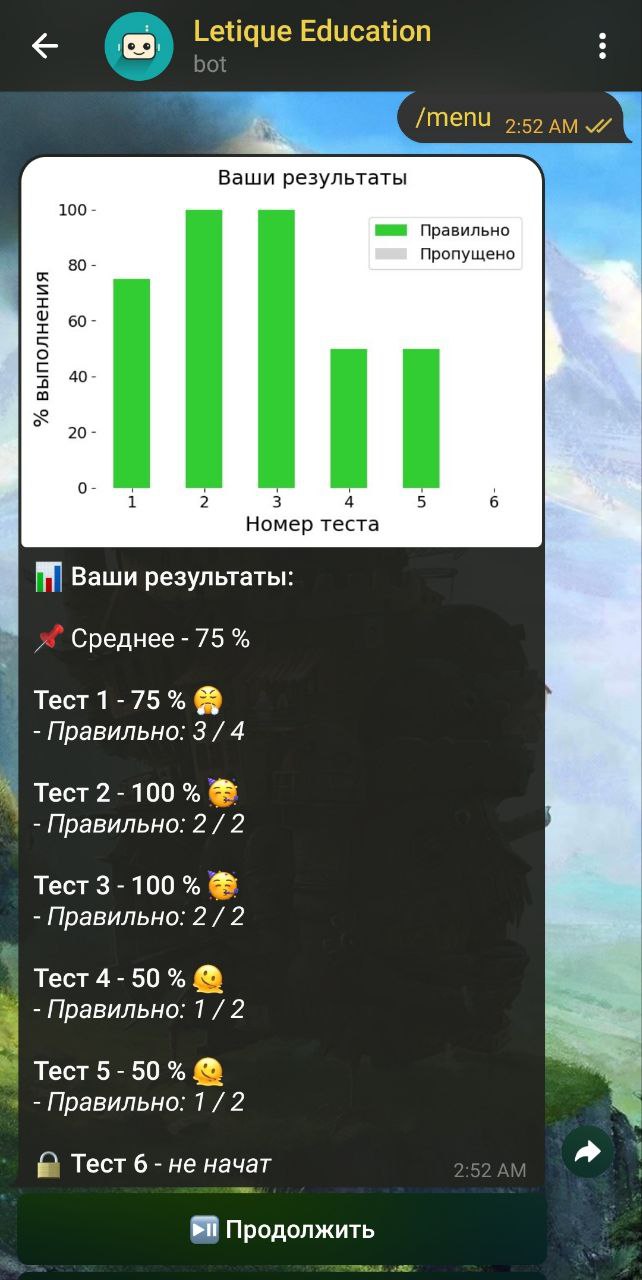 Letique Education
bot
/menu 2:52 AM
Ваши результаты
100
80
60
40
20
0
% выполнения
Правильно
Пропущено
1 2 3 4 5 6
Номер теста
Ваши результаты:
Среднее - 75 %
Тест 1 - 75 %
- Правильно: 3 / 4
Тест 2 - 100 %
- Правильно: 2 / 2
Тест 3 - 100 %
- Правильно: 2 / 2
Тест 4 - 50 %
- Правильно: 1 / 2
Тест 5 - 50 %
- Правильно: 1 / 2
Тест 6 - не начат
2:52 AM
Продолжить